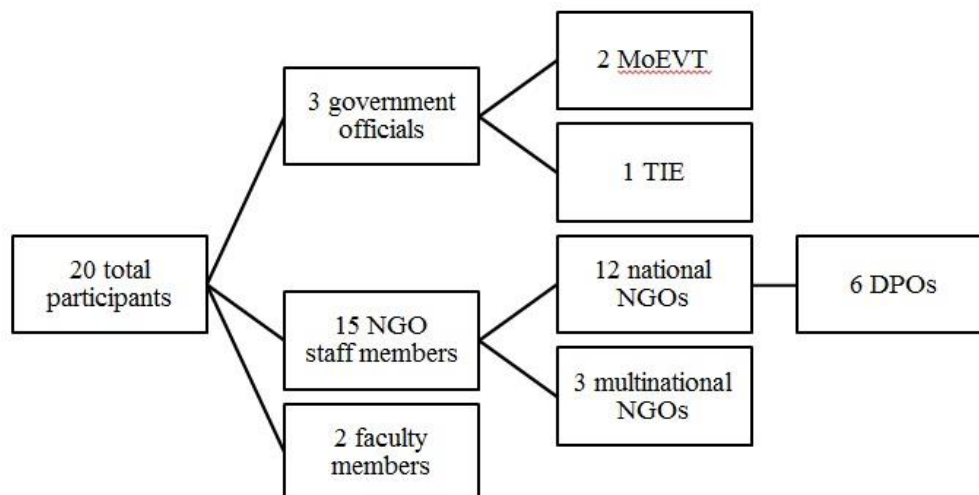 20 total
participants
3 government
officials
2 MoEVT
1 TIE
15 NGO
staff members
12 national
NGOs
6 DPOs
3 multinational
NGOs
2 faculty
members